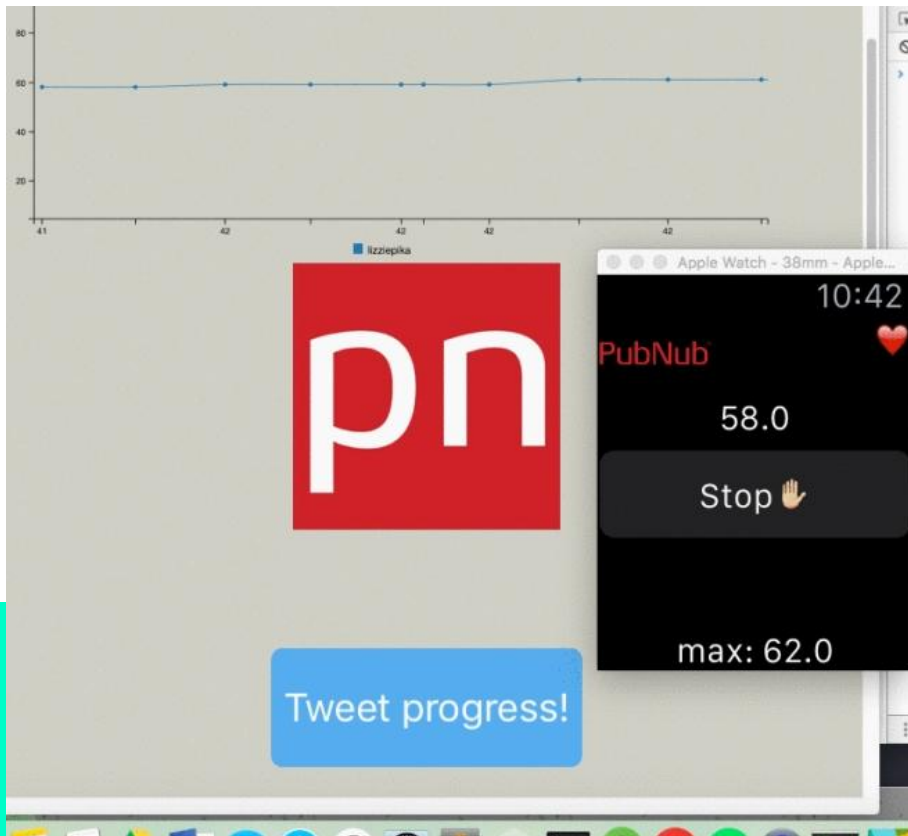 80
60
40
20
41 42 42 42 42
lizziepika
pn
Apple Watch - 38mm - Apple...
10:42
PubNub
58.0
Stop
max: 62.0
Tweet progress!